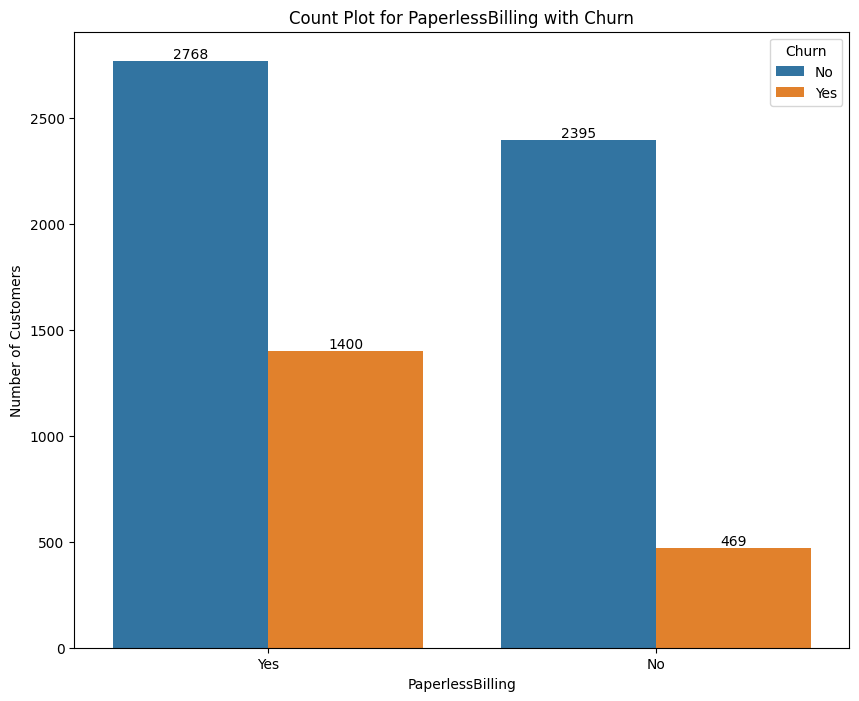 Count Plot for PaperlessBilling with Churn
2768
2395
1400
469
Churn
No
Yes
Number of Customers
2500
2000
1500
1000
500
0
Yes
No
PaperlessBilling